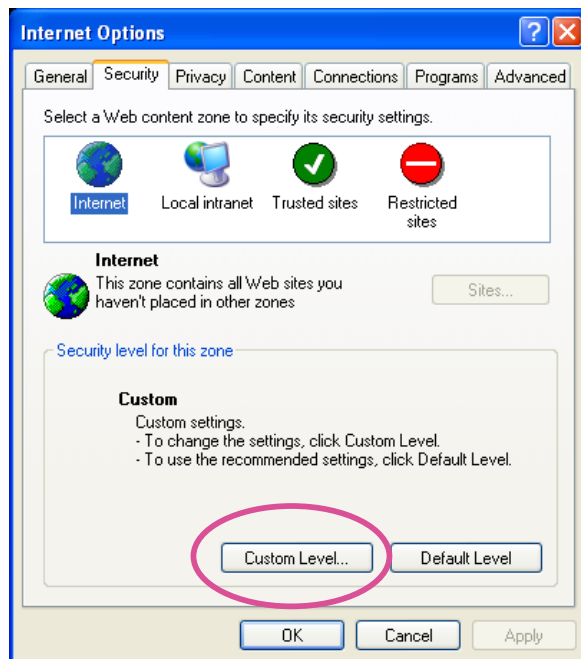 Internet Options
General Security Privacy Content Connections Programs Advanced
Select a Web content zone to specify its security settings.
Internet Local intranet Trusted sites Restricted
sites
Internet
This zone contains all Web sites you
haven't placed in other zones
Sites...
Security level for this zone
Custom
Custom settings.
- To change the settings, click Custom Level.
- To use the recommended settings, click Default Level.
Custom Level... Default Level
OK Cancel Apply